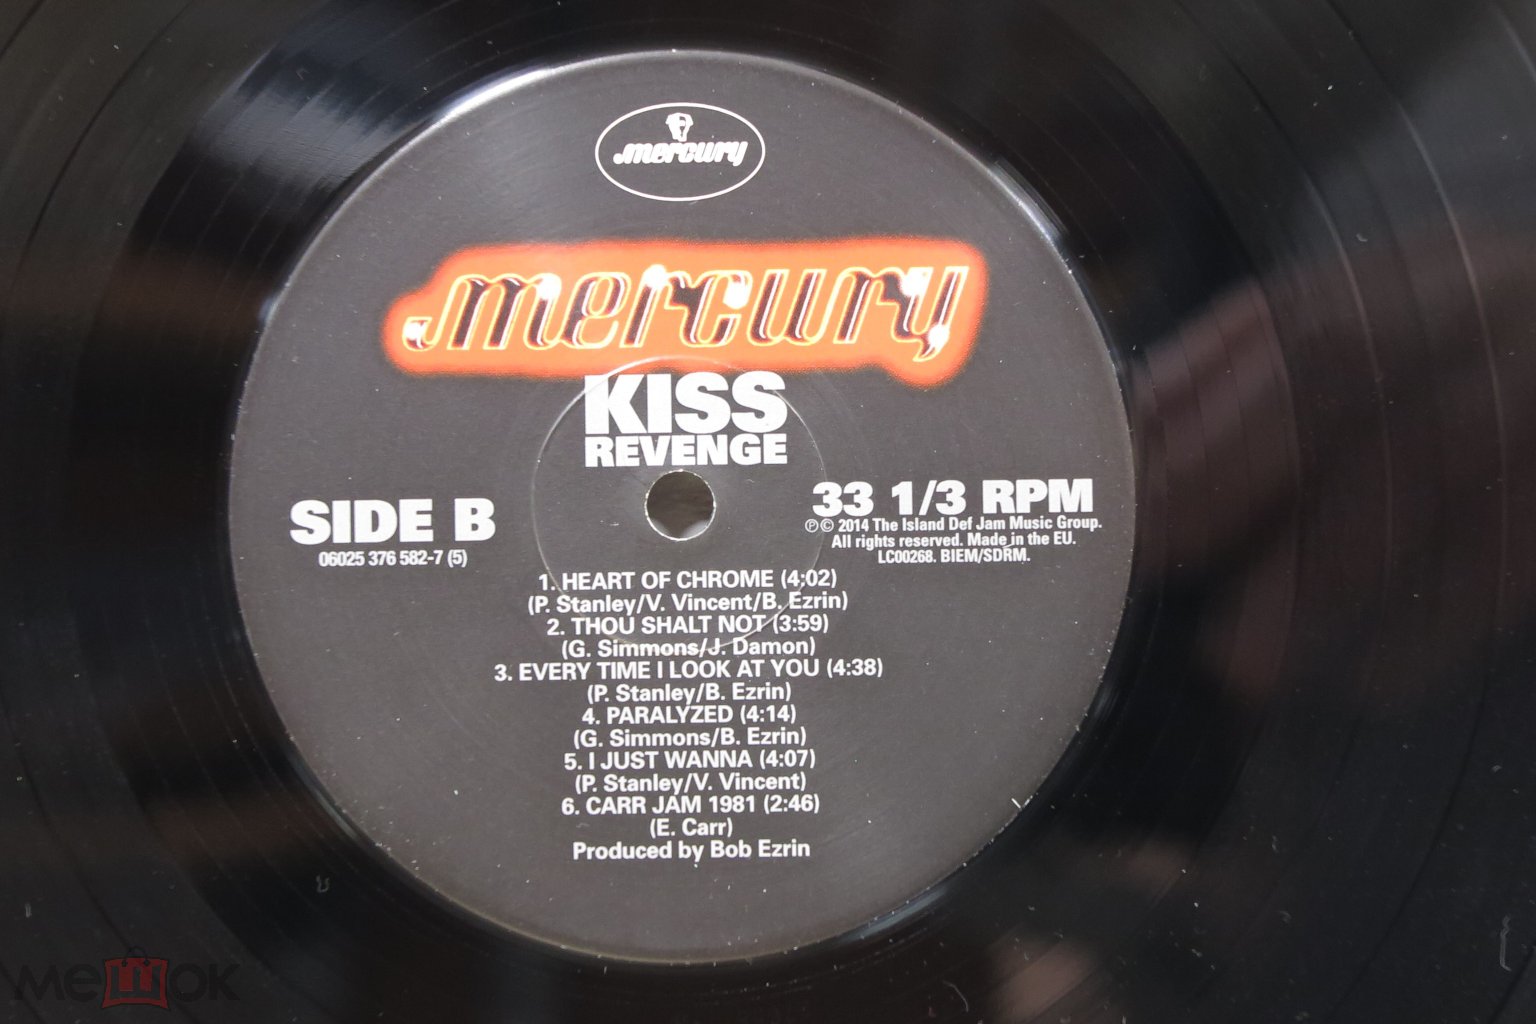 mercury
mercury
KISS
REVENGE
SIDE B
06025 376 582-7 (5)
33 1/3 RPM
℗© 2014 The Island Def Jam Music Group.
All rights reserved. Made in the EU.
LC00268. BIEM/SDRM.
1. HEART OF CHROME (4:02)
(P. Stanley/V. Vincent/B. Ezrin)
2. THOU SHALT NOT (3:59)
(G. Simmons/J. Damon)
3. EVERY TIME I LOOK AT YOU (4:38)
(P. Stanley/B. Ezrin)
4. PARALYZED (4:14)
(G. Simmons/B. Ezrin)
5. I JUST WANNA (4:07)
(P. Stanley/V. Vincent)
6. CARR JAM 1981 (2:46)
(E. Carr)
Produced by Bob Ezrin
мешок